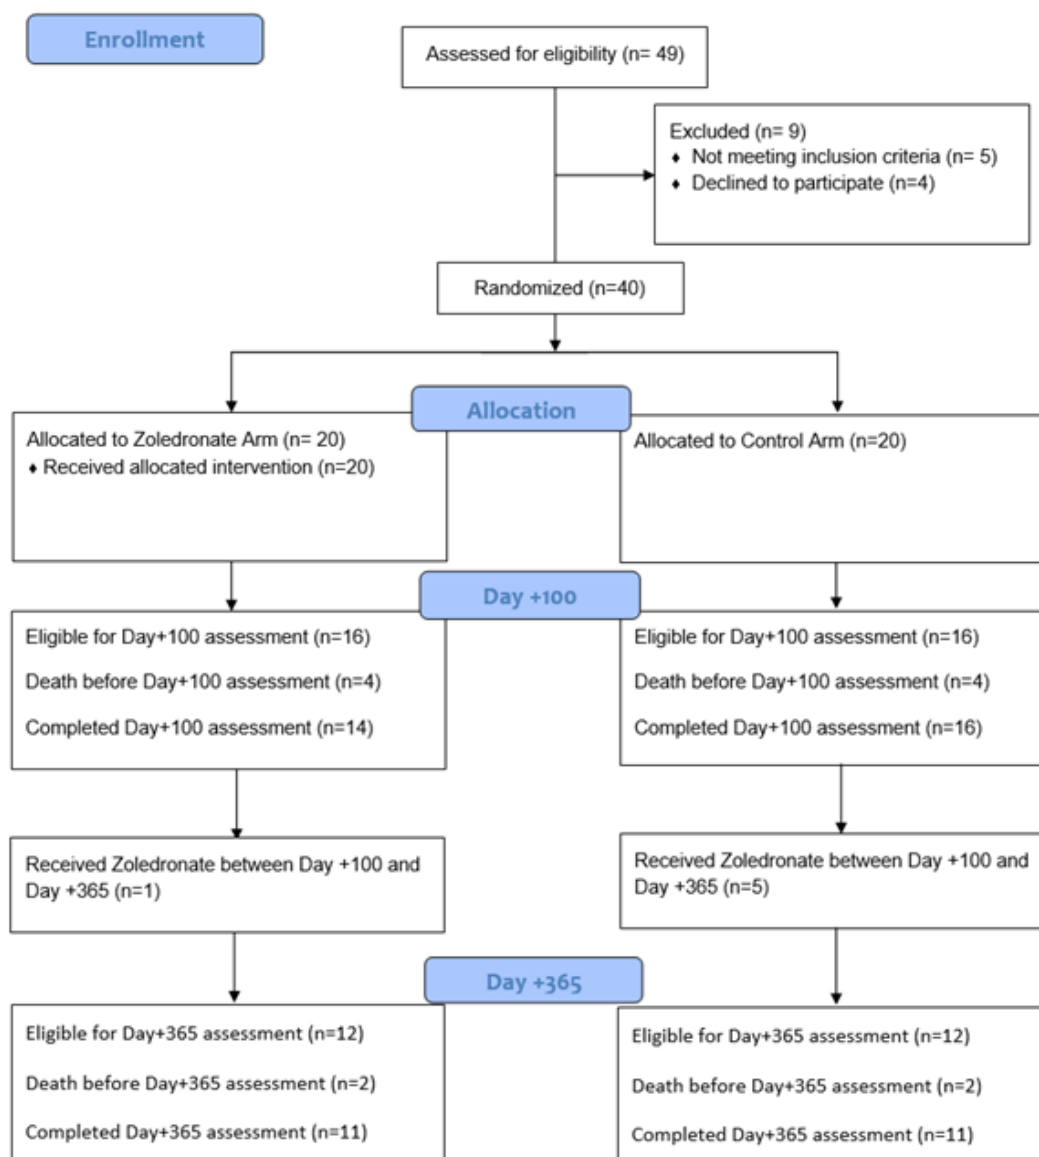 Enrollment
Assessed for eligibility (n= 49)
Excluded (n= 9)
♦ Not meeting inclusion criteria (n= 5)
♦ Declined to participate (n=4)
Randomized (n=40)
Allocation
Allocated to Zoledronate Arm (n= 20)
♦ Received allocated intervention (n=20)
Allocated to Control Arm (n=20)
Day +100
Eligible for Day+100 assessment (n=16)
Death before Day+100 assessment (n=4)
Completed Day+100 assessment (n=14)
Eligible for Day+100 assessment (n=16)
Death before Day+100 assessment (n=4)
Completed Day+100 assessment (n=16)
Received Zoledronate between Day +100 and
Day +365 (n=1)
Received Zoledronate between Day +100 and
Day +365 (n=5)
Day +365
Eligible for Day+365 assessment (n=12)
Death before Day+365 assessment (n=2)
Completed Day+365 assessment (n=11)
Eligible for Day+365 assessment (n=12)
Death before Day+365 assessment (n=2)
Completed Day+365 assessment (n=11)